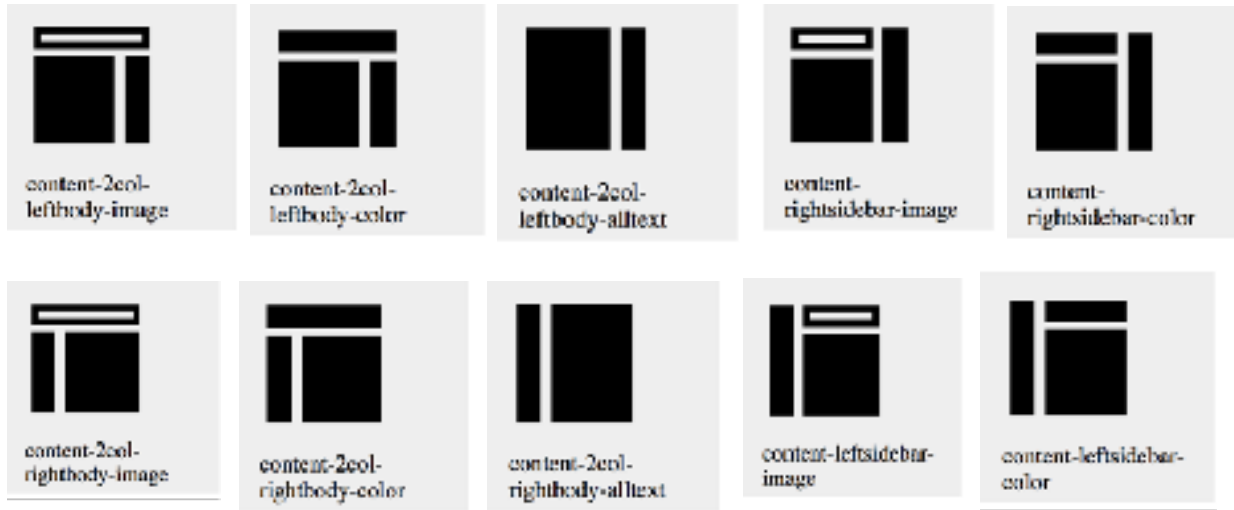 content-2col-
leftbody-image
content-2col-
leftbody-color
content-2col-
leftbody-alltext
content-
rightsidebar-image
content-
rightsidebar-color
content-2col-
rightbody-image
content-2col-
rightbody-color
content-2col-
rightbody-alltext
content-leftsidebar-
image
content-leftsidebar-
color